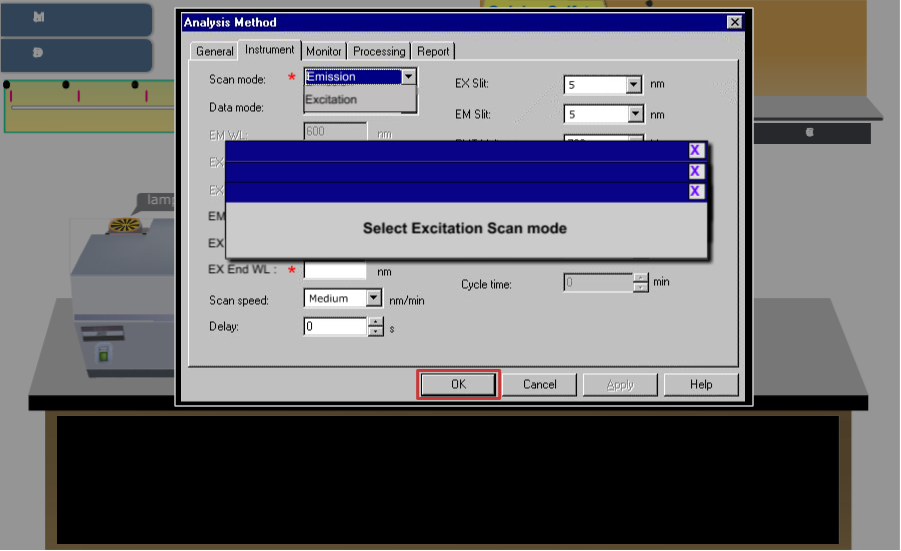 M
D
Analysis Method
General Instrument Monitor Processing Report
Scan mode: * Emission
Excitation
Data mode:
EM WL: 600 nm
EX
EX
EM
EX
EX End WL : * nm
Scan speed: Medium nm/min
Delay: 0 s
EX Slit: 5 nm
EM Slit: 5 nm
Cycle time: 0 min
X
X
X
Select Excitation Scan mode
OK Cancel Apply Help
lamp
C